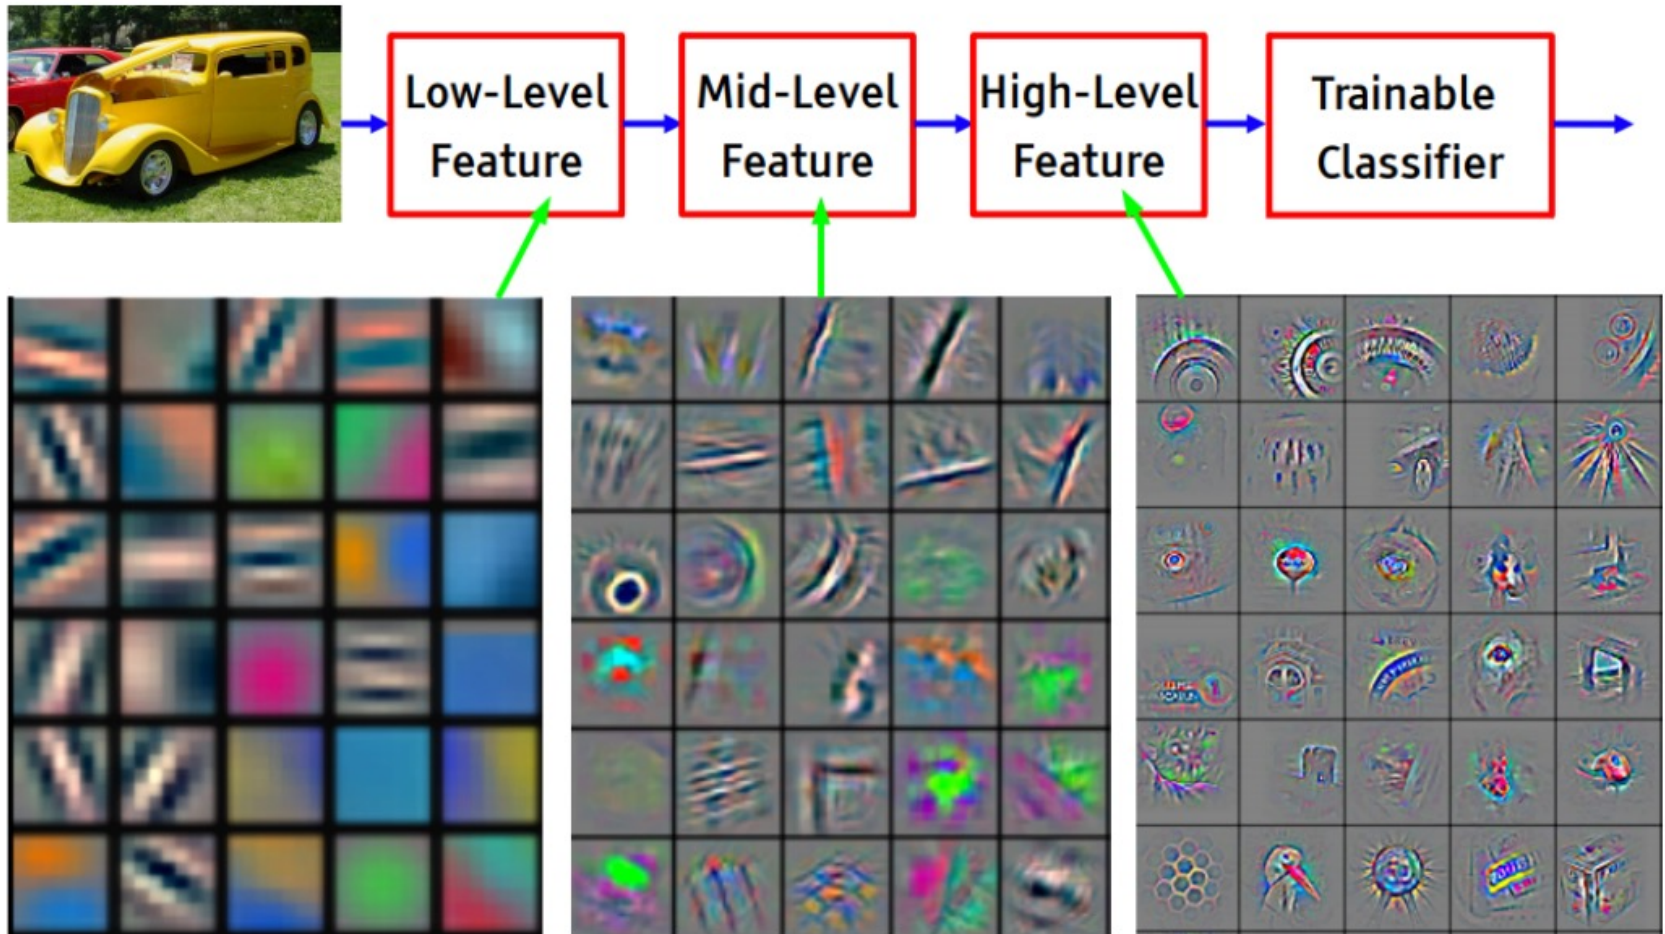 Low-Level
Feature
Mid-Level
Feature
High-Level
Feature
Trainable
Classifier